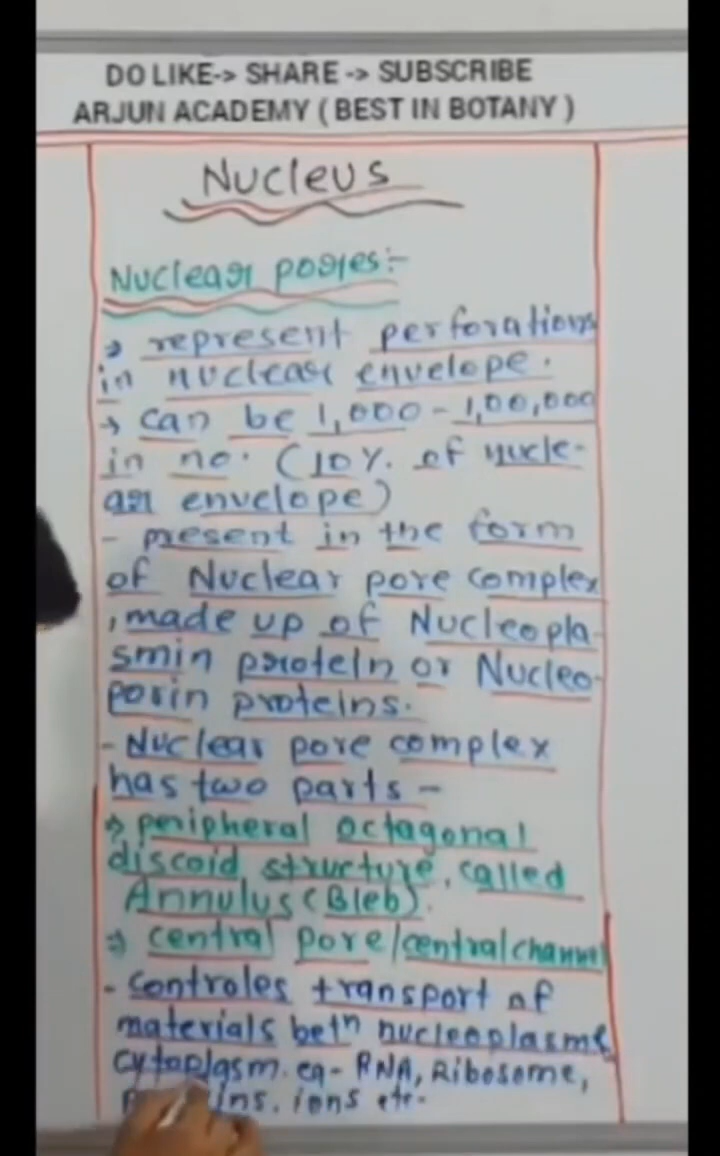 DO LIKE-> SHARE -> SUBSCRIBE
ARJUN ACADEMY ( BEST IN BOTANY )
Nucleus
Nuclear pores:-
→ represent perforations
in nuclear envelope.
→ can be 1,000 - 1,00,000
in no. (10%. of nucle-
ar envelope)
- present in the form
of Nuclear pore complex
, made up of Nucleopla-
smin protein or Nucleo-
porin proteins.
- Nuclear pore complex
has two parts -
→ peripheral octagonal
discoid structure, called
Annulus (Bleb).
→ central pore/central channel
- controles transport of
materials betn nucleoplasm &
cytoplasm. eg - RNA, Ribosome,
ions etc.